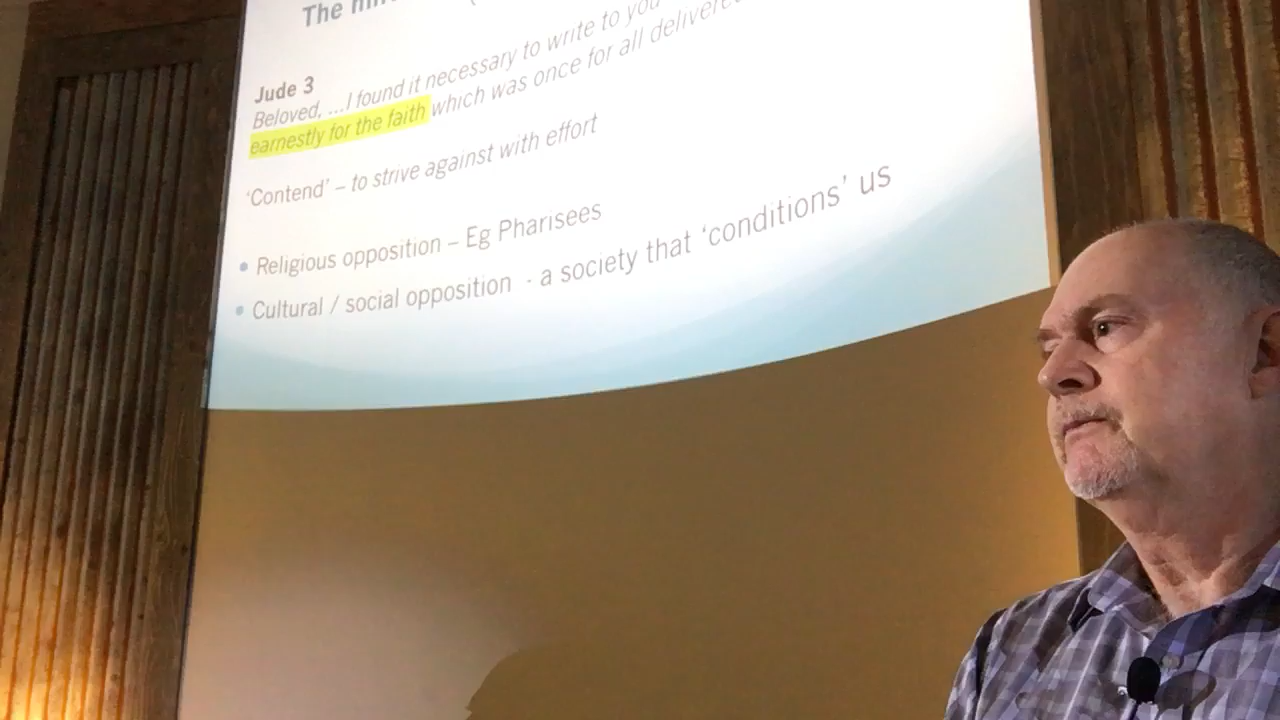 The
Jude 3
Beloved, ...I found it necessary to write to you
earnestly for the faith which was once for all delivered
‘Contend’ – to strive against with effort
• Religious opposition – Eg Pharisees
• Cultural / social opposition - a society that ‘conditions’ us